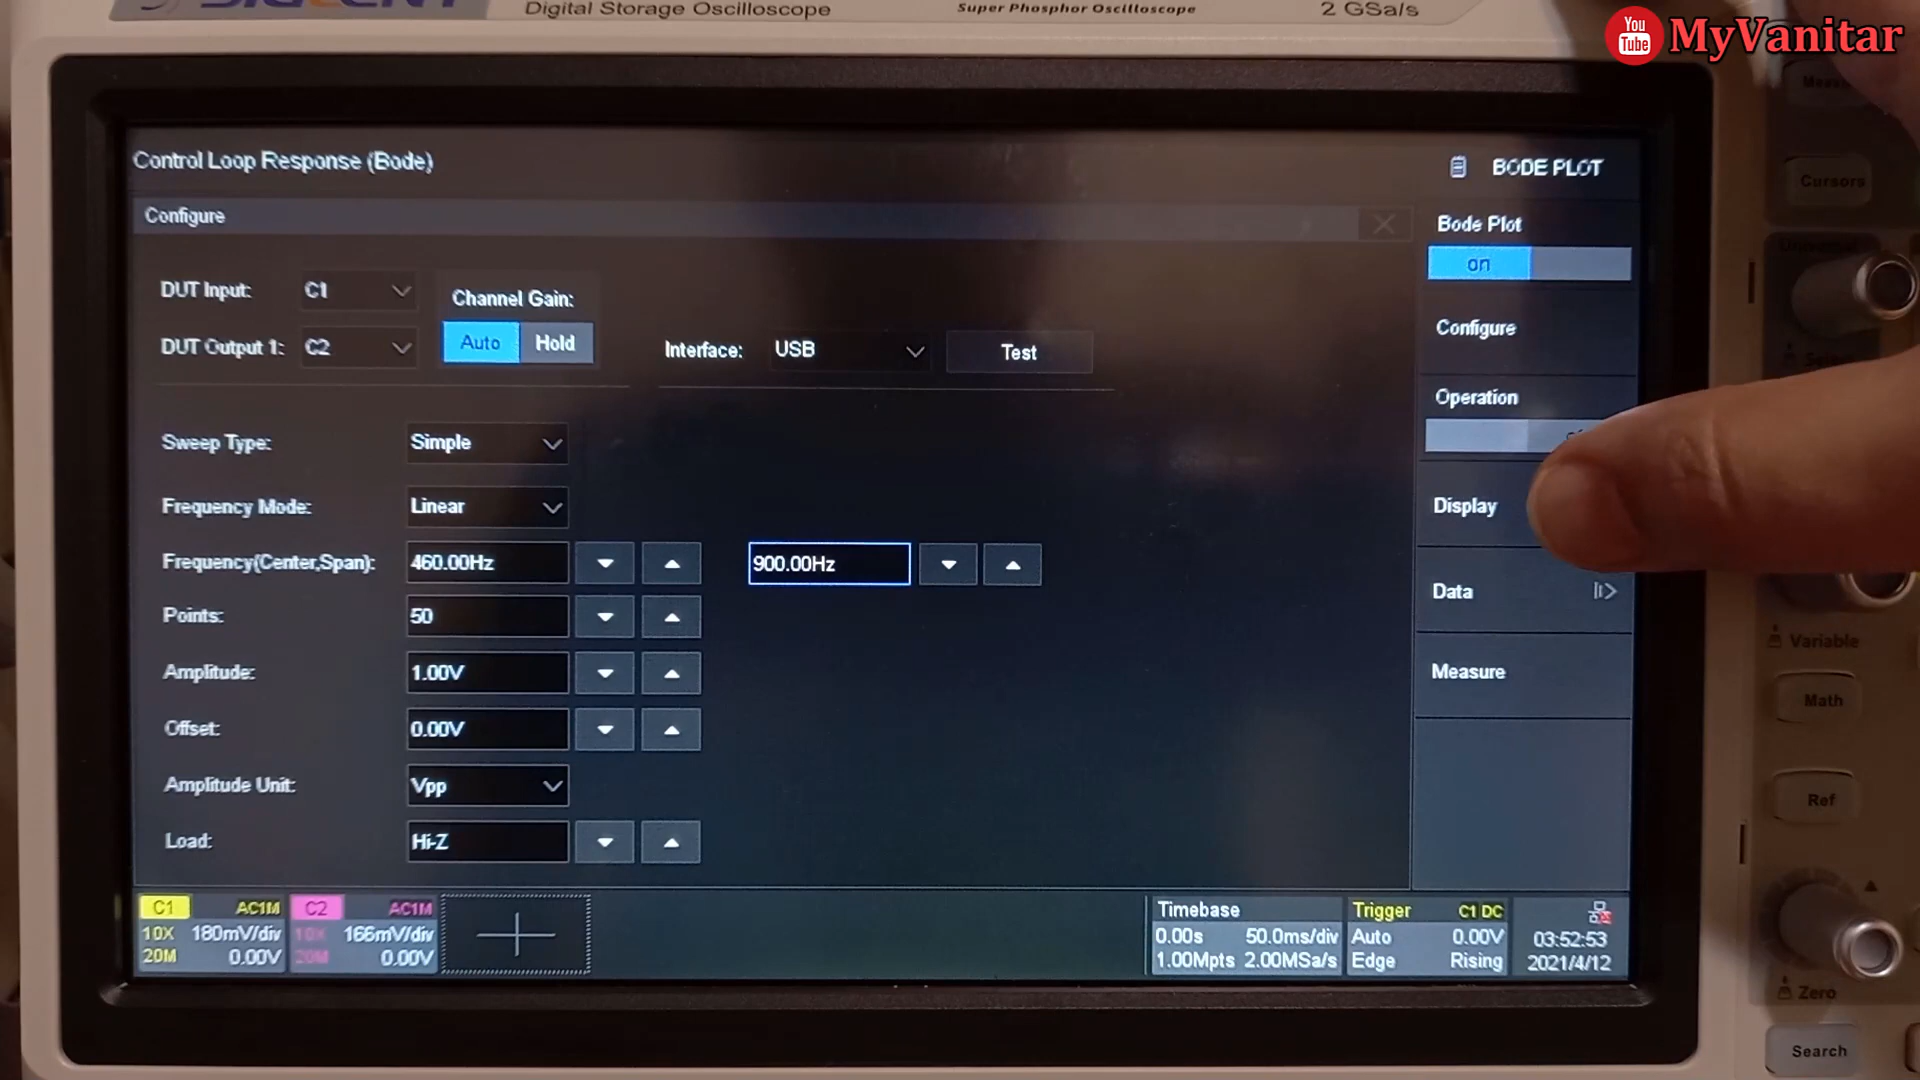 SIGLENT
Digital Storage Oscilloscope
Super Phosphor Oscilloscope
2 GSa/s
You Tube MyVanitar
Control Loop Response (Bode)
BODE PLOT
Configure
DUT Input: C1
Channel Gain:
Auto Hold
DUT Output 1: C2
Interface: USB
Test
Sweep Type: Simple
Frequency Mode: Linear
Frequency(Center,Span): 460.00Hz 900.00Hz
Points: 50
Amplitude: 1.00V
Offset: 0.00V
Amplitude Unit: Vpp
Load: Hi-Z
Bode Plot
on
Configure
Operation
Display
Data
Measure
C1 AC1M
10X 180mV/div
20M 0.00V
C2 AC1M
10X 166mV/div
20M 0.00V
Timebase
0.00s 50.0ms/div
1.00Mpts 2.00MSa/s
Trigger C1 DC
Auto 0.00V
Edge Rising
03:52:53
2021/4/12
Cursors
Variable
Math
Ref
Zero
Search